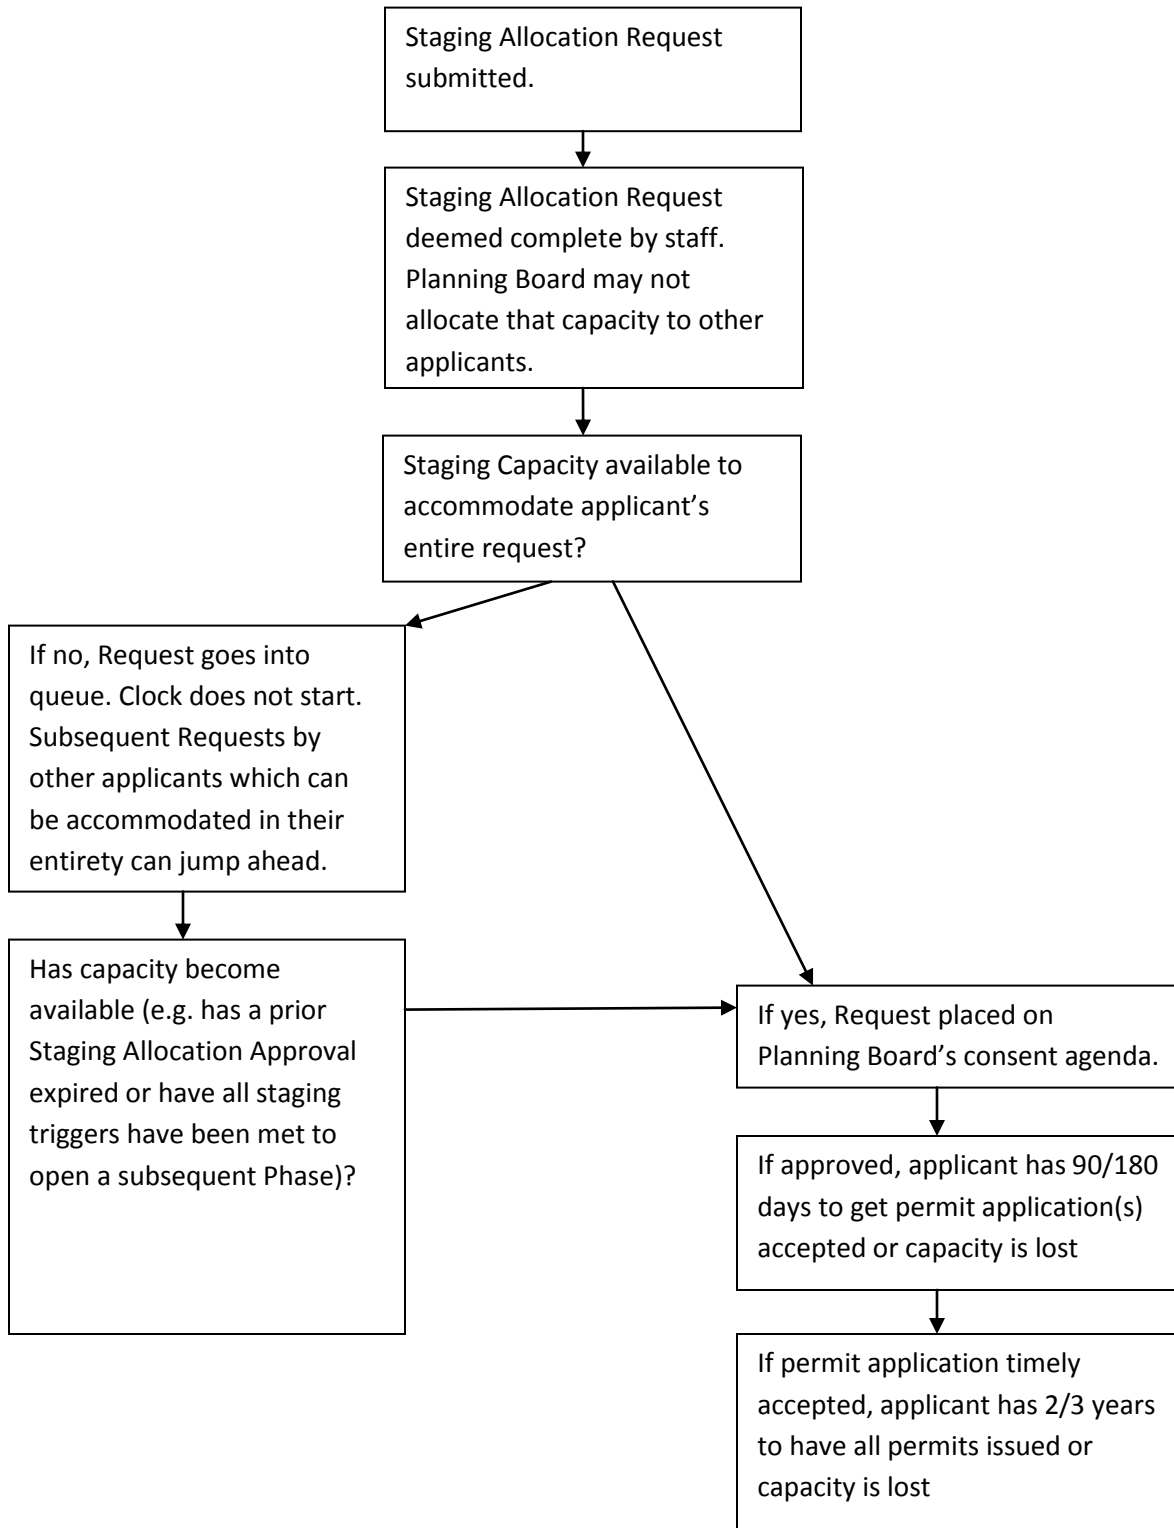 Staging Allocation Request
submitted.
Staging Allocation Request
deemed complete by staff.
Planning Board may not
allocate that capacity to other
applicants.
Staging Capacity available to
accommodate applicant’s
entire request?
If no, Request goes into
queue. Clock does not start.
Subsequent Requests by
other applicants which can
be accommodated in their
entirety can jump ahead.
Has capacity become
available (e.g. has a prior
Staging Allocation Approval
expired or have all staging
triggers have been met to
open a subsequent Phase)?
If yes, Request placed on
Planning Board’s consent agenda.
If approved, applicant has 90/180
days to get permit application(s)
accepted or capacity is lost
If permit application timely
accepted, applicant has 2/3 years
to have all permits issued or
capacity is lost